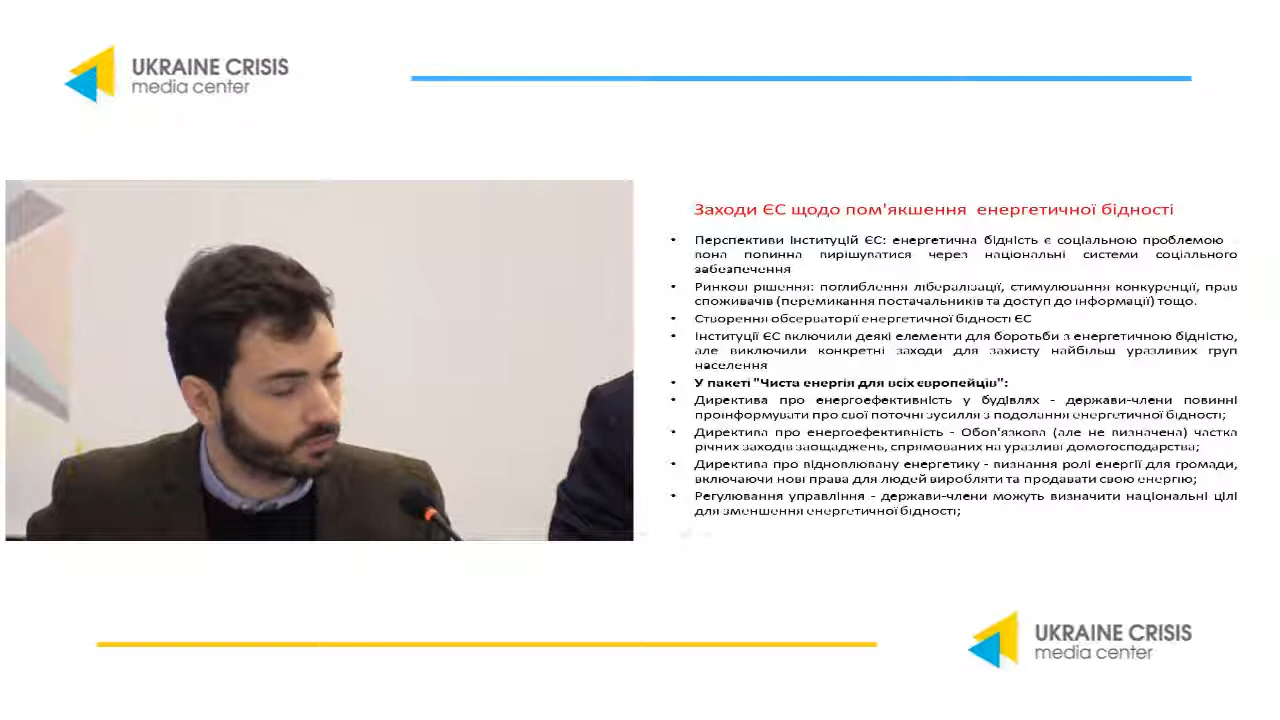 UKRAINE CRISIS
media center
Заходи ЄС щодо пом'якшення енергетичної бідності
• Перспективи інституцій ЄС: енергетична бідність є соціальною проблемою -
вона повинна вирішуватися через національні системи соціального
забезпечення
• Ринкові рішення: поглиблення лібералізації, стимулювання конкуренції, прав
споживачів (перемикання постачальників та доступ до інформації) тощо.
• Створення обсерваторії енергетичної бідності ЄС
• Інституції ЄС включили деякі елементи для боротьби з енергетичною бідністю,
але виключили конкретні заходи для захисту найбільш уразливих груп
населення
• У пакеті "Чиста енергія для всіх європейців":
• Директива про енергоефективність у будівлях - держави-члени повинні
проінформувати про свої поточні зусилля з подолання енергетичної бідності;
• Директива про енергоефективність - Обов'язкова (але не визначена) частка
річних заходів заощаджень, спрямованих на уразливі домогосподарства;
• Директива про відновлювану енергетику - визнання ролі енергії для громади,
включаючи нові права для людей виробляти та продавати свою енергію;
• Регулювання управління - держави-члени можуть визначити національні цілі
для зменшення енергетичної бідності;
UKRAINE CRISIS
media center